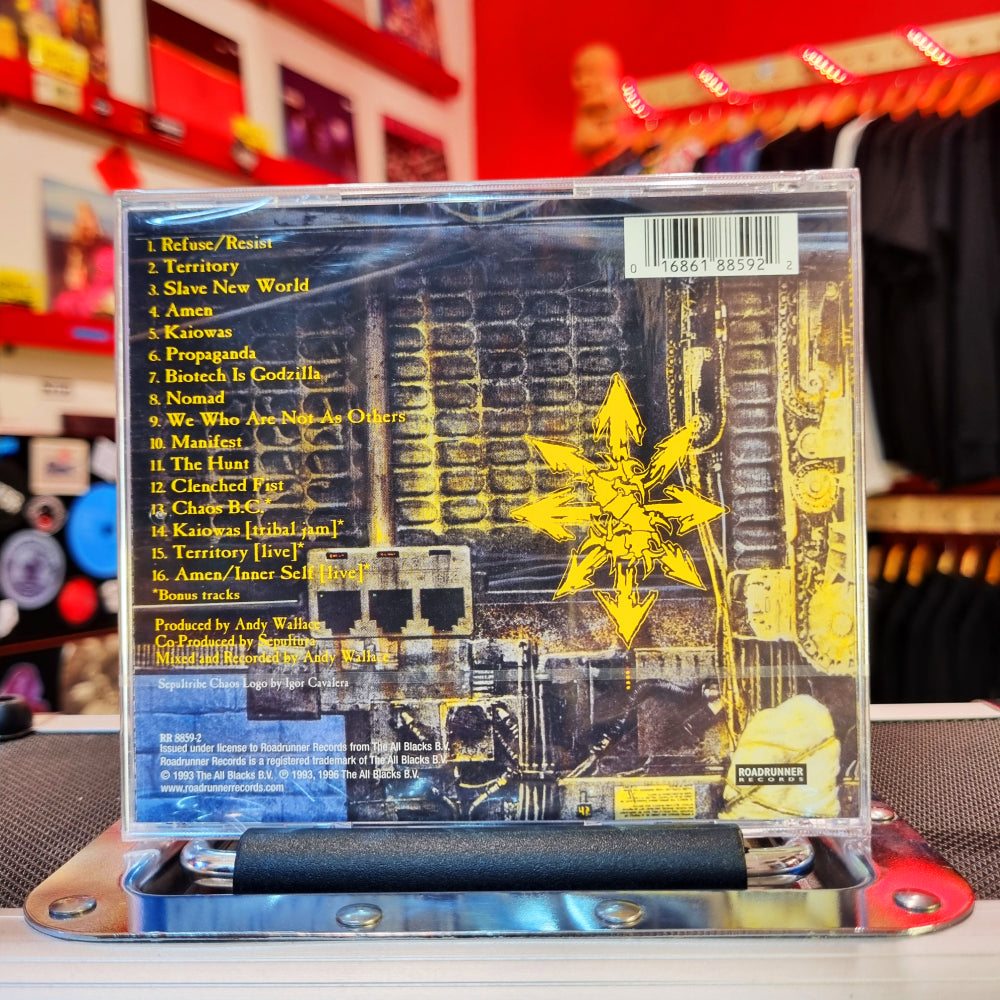 1. Refuse/Resist
2. Territory
3. Slave New World
4. Amen
5. Kaiowas
6. Propaganda
7. Biotech Is Godzilla
8. Nomad
9. We Who Are Not As Others
10. Manifest
11. The Hunt
12. Clenched Fist
13. Chaos B.C.*
14. Kaiowas [tribal jam]*
15. Territory [live]*
16. Amen/Inner Self [live]*
*Bonus tracks
Produced by Andy Wallace
Co-Produced by Sepultura
Mixed and Recorded by Andy Wallace
Sepultribe Chaos Logo by Igor Cavalera
RR 8859-2
Issued under license to Roadrunner Records from The All Blacks B.V.
Roadrunner Records is a registered trademark of The All Blacks B.V.
© 1993 The All Blacks B.V. ℗ 1993, 1996 The All Blacks B.V.
www.roadrunnerrecords.com
0 16861 88592 2
ROADRUNNER
RECORDS